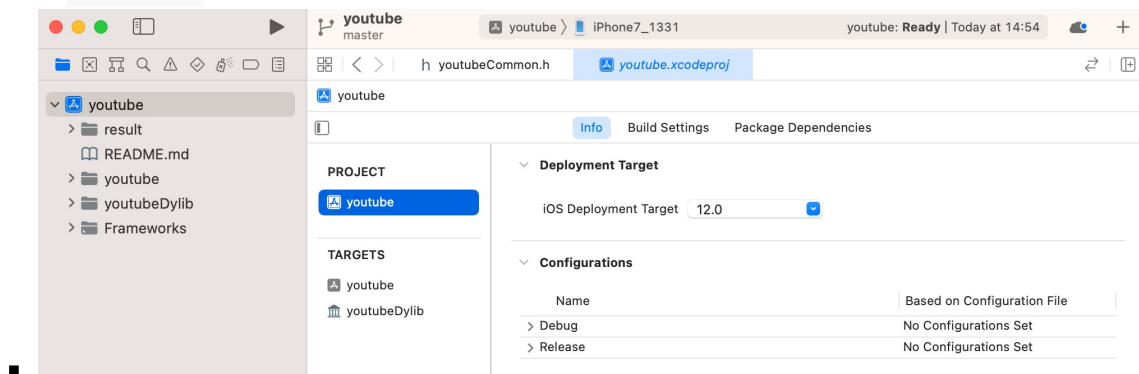 youtube
master
youtube 〉 iPhone7_1331
youtube: Ready | Today at 14:54
h youtubeCommon.h
youtube.xcodeproj
youtube
result
README.md
youtube
youtubeDylib
Frameworks
youtube
Info Build Settings Package Dependencies
PROJECT
youtube
TARGETS
youtube
youtubeDylib
Deployment Target
iOS Deployment Target 12.0
Configurations
Name Based on Configuration File
Debug No Configurations Set
Release No Configurations Set